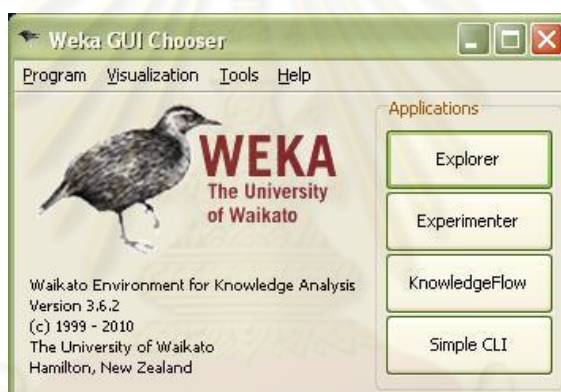 Weka GUI Chooser
Program Visualization Tools Help
WEKA
The University
of Waikato
Waikato Environment for Knowledge Analysis
Version 3.6.2
(c) 1999 - 2010
The University of Waikato
Hamilton, New Zealand
Applications
Explorer
Experimenter
KnowledgeFlow
Simple CLI